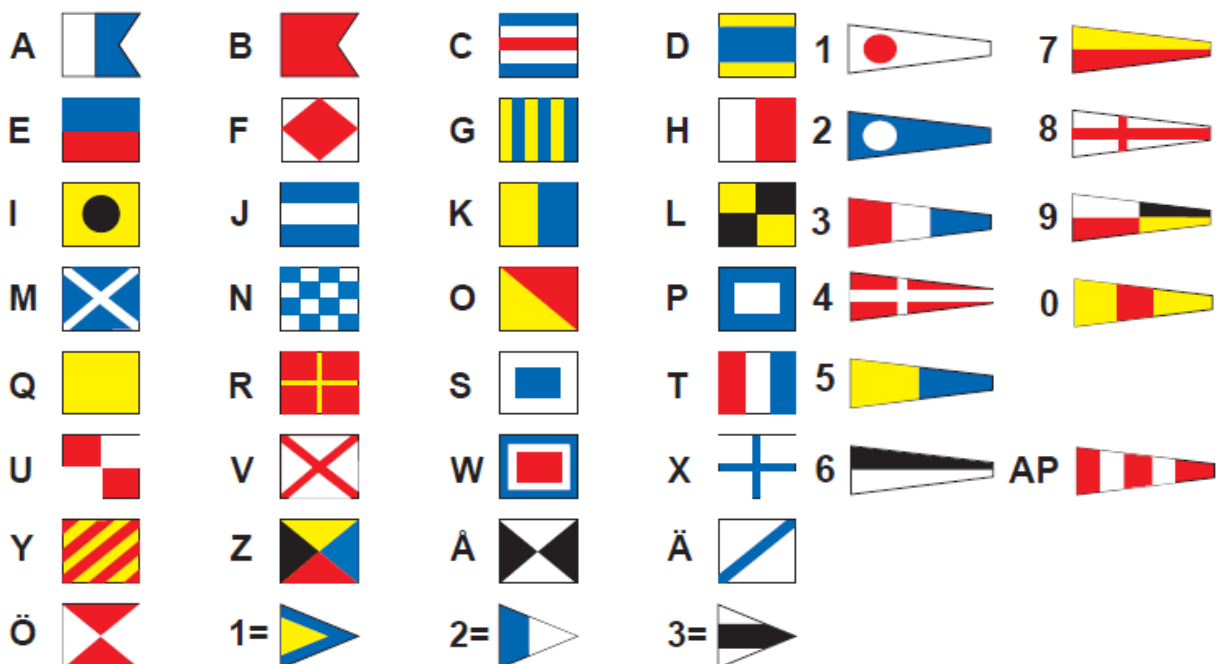 A B C D 1 7
E F G H 2 8
I J K L 3 9
M N O P 4 0
Q R S T 5
U V W X 6 AP
Y Z Å Ä
Ö 1= 2= 3=